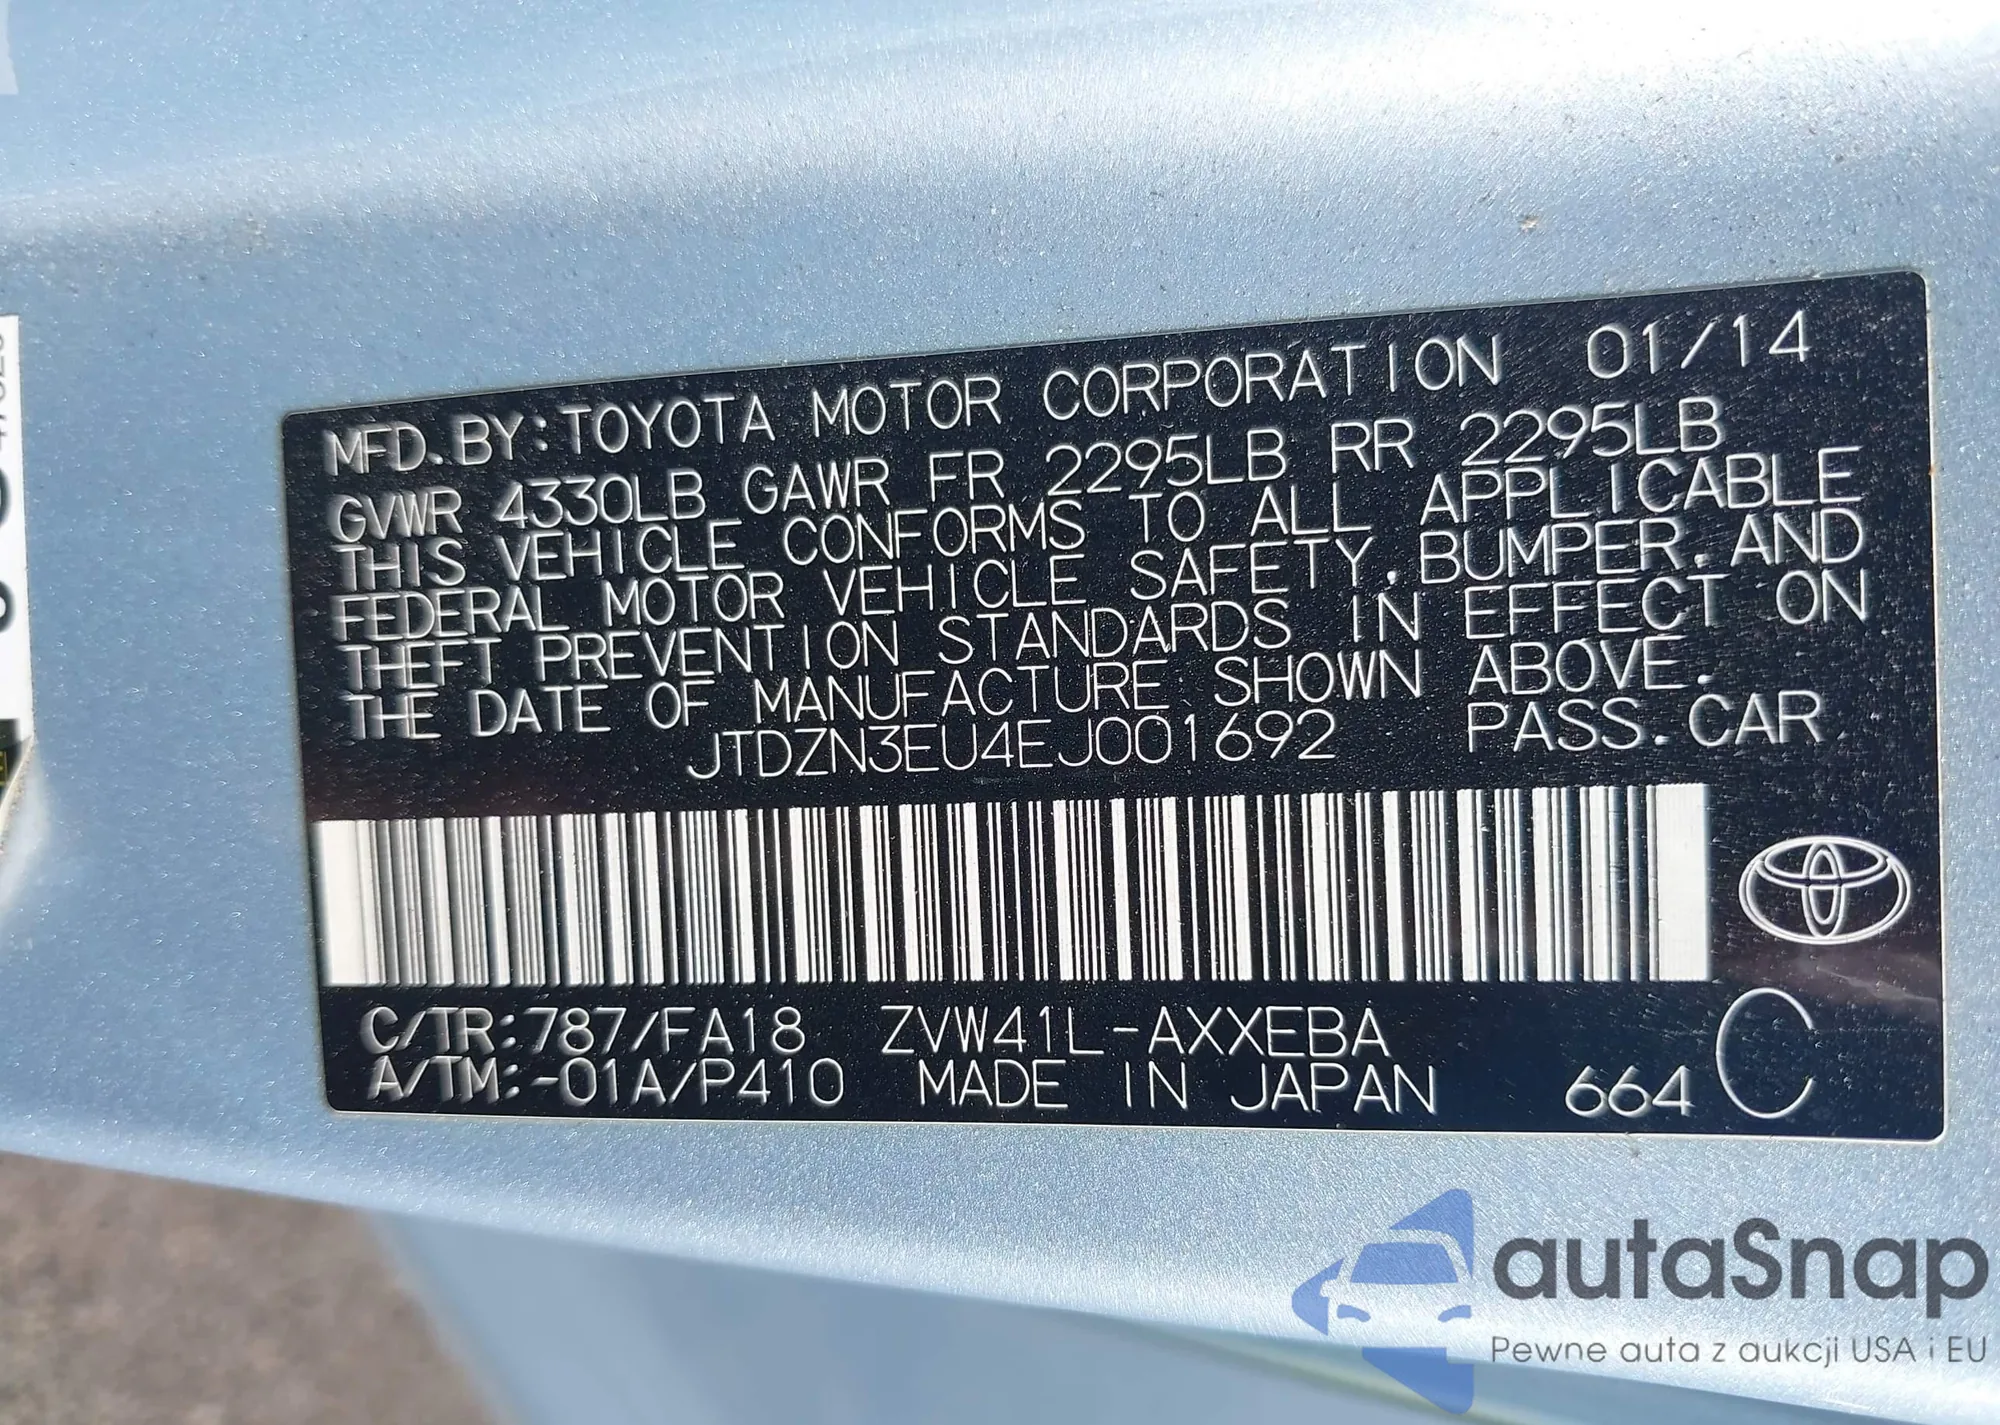 MFD.BY:TOYOTA MOTOR CORPORATION 01/14
GVWR 4330LB GAWR FR 2295LB RR 2295LB
THIS VEHICLE CONFORMS TO ALL APPLICABLE
FEDERAL MOTOR VEHICLE SAFETY,BUMPER,AND
THEFT PREVENTION STANDARDS IN EFFECT ON
THE DATE OF MANUFACTURE SHOWN ABOVE.
JTDZN3EU4EJ001692 PASS.CAR
C/TR:787/FA18 ZVW41L-AXXEBA
A/TM:-01A/P410 MADE IN JAPAN 664 C
autaSnap
Pewne auta z aukcji USA i EU